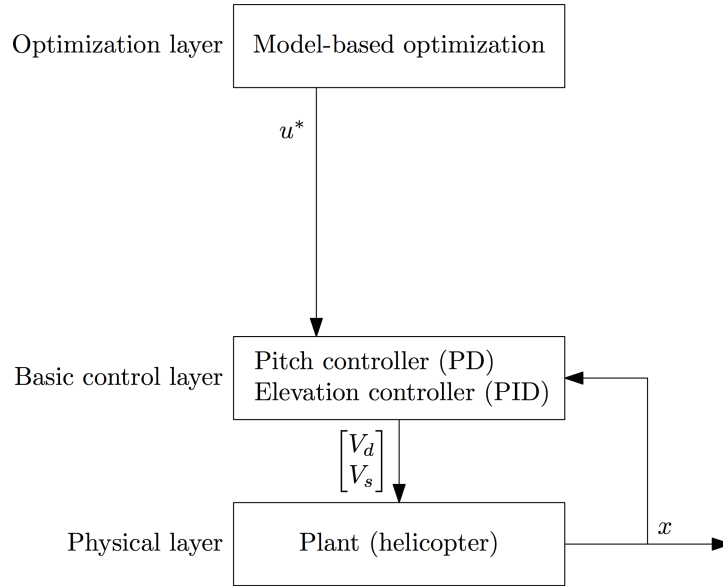 Optimization layer
Model-based optimization
u*
Basic control layer
Pitch controller (PD)
Elevation controller (PID)
[V_d
V_s]
Physical layer
Plant (helicopter)
x